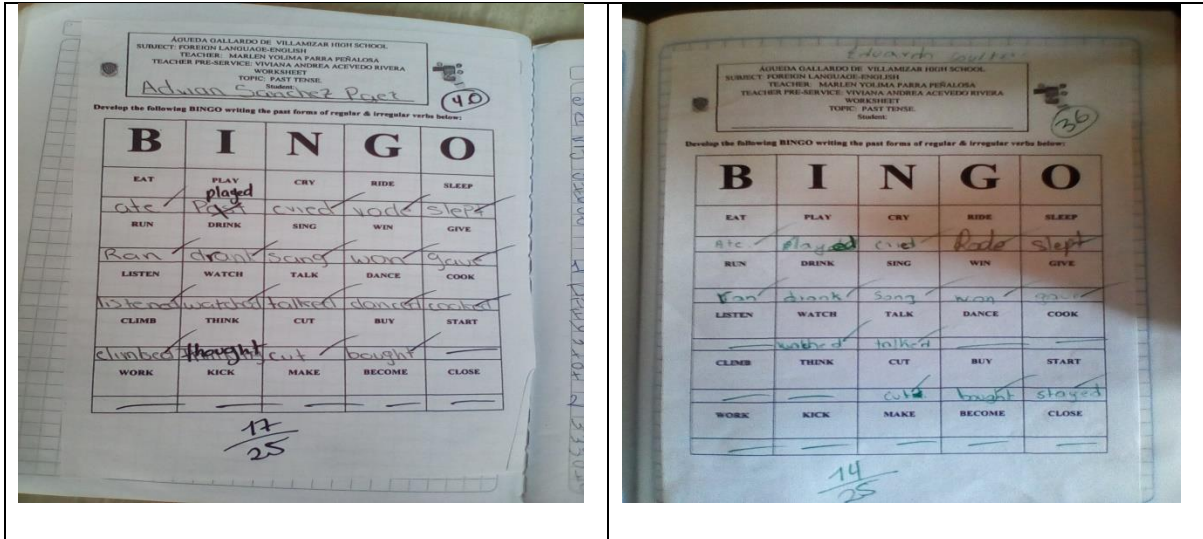 ÁGUEDA GALLARDO DE VILLAMIZAR HIGH SCHOOL
SUBJECT: FOREIGN LANGUAGE-ENGLISH
TEACHER: MARLEN YOLIMA PARRA PEÑALOSA
TEACHER PRE-SERVICE: VIVIANA ANDREA ACEVEDO RIVERA
WORKSHEET
TOPIC: PAST TENSE.
Student:
Adrian Sanchez Paez
40
Develop the following BINGO writing the past forms of regular & irregular verbs below:
B I N G O
EAT PLAY CRY RIDE SLEEP
played
ate cried rode slept
RUN DRINK SING WIN GIVE
Ran drank sang won gave
LISTEN WATCH TALK DANCE COOK
listened watched talked danced cooked
CLIMB THINK CUT BUY START
climbed thought cut bought
WORK KICK MAKE BECOME CLOSE
17
25
Eduardo
ÁGUEDA GALLARDO DE VILLAMIZAR HIGH SCHOOL
SUBJECT: FOREIGN LANGUAGE-ENGLISH
TEACHER: MARLEN YOLIMA PARRA PEÑALOSA
TEACHER PRE-SERVICE: VIVIANA ANDREA ACEVEDO RIVERA
WORKSHEET
TOPIC: PAST TENSE.
Student:
36
Develop the following BINGO writing the past forms of regular & irregular verbs below:
B I N G O
EAT PLAY CRY RIDE SLEEP
Ate played cried Rode slept
RUN DRINK SING WIN GIVE
Ran drank Song won gave
LISTEN WATCH TALK DANCE COOK
watched talked
CLIMB THINK CUT BUY START
cut bought stayed
WORK KICK MAKE BECOME CLOSE
14
25